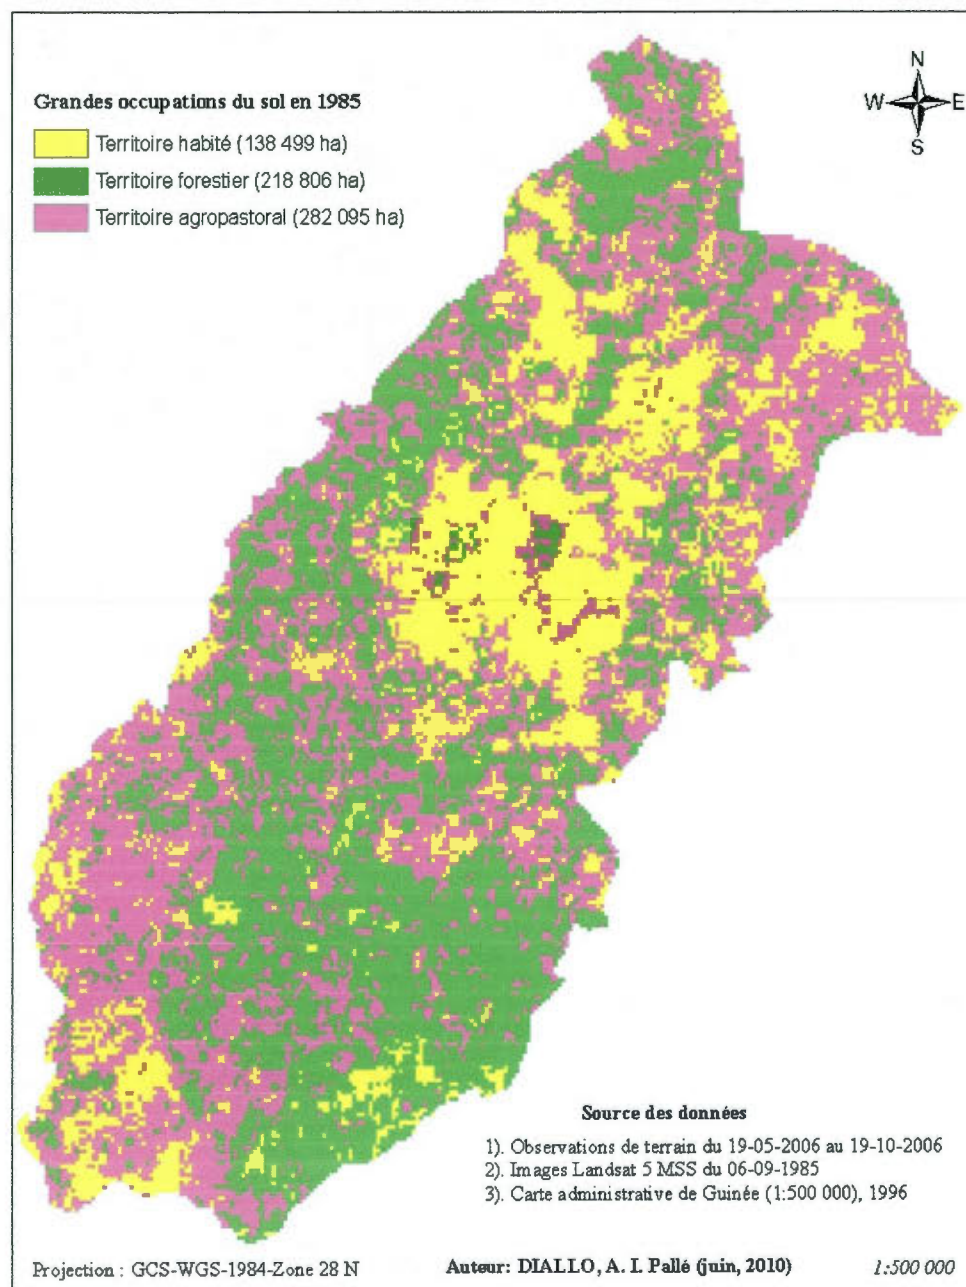 Grandes occupations du sol en 1985
Territoire habité (138 499 ha)
Territoire forestier (218 806 ha)
Territoire agropastoral (282 095 ha)
N
W E
S
Source des données
1). Observations de terrain du 19-05-2006 au 19-10-2006
2). Images Landsat 5 MSS du 06-09-1985
3). Carte administrative de Guinée (1:500 000), 1996
Projection : GCS-WGS-1984-Zone 28 N
Auteur: DIALLO, A. I. Pallé (juin, 2010)
1:500 000